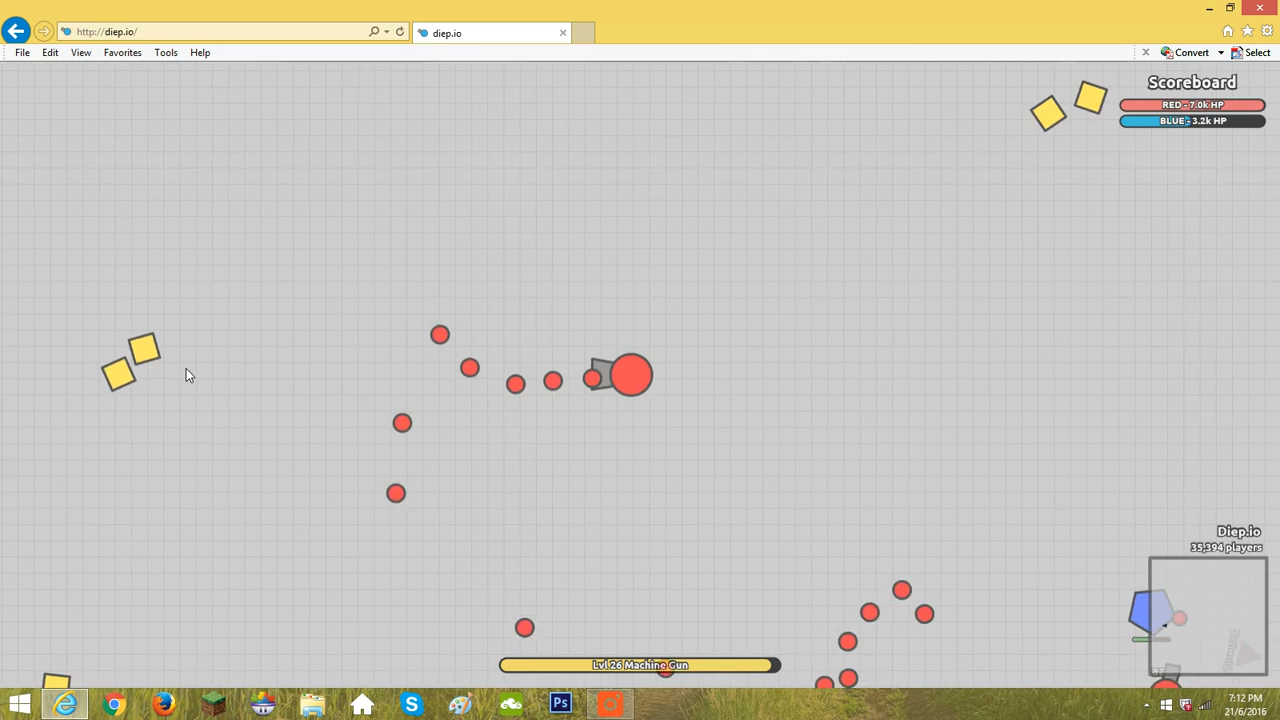 http://diep.io/
diep.io
File Edit View Favorites Tools Help
Convert Select
Scoreboard
RED - 7.0k HP
BLUE - 3.2k HP
Diep.io
35,394 players
Lvl 26 Machine Gun
Ps
7:12 PM
21/6/2016